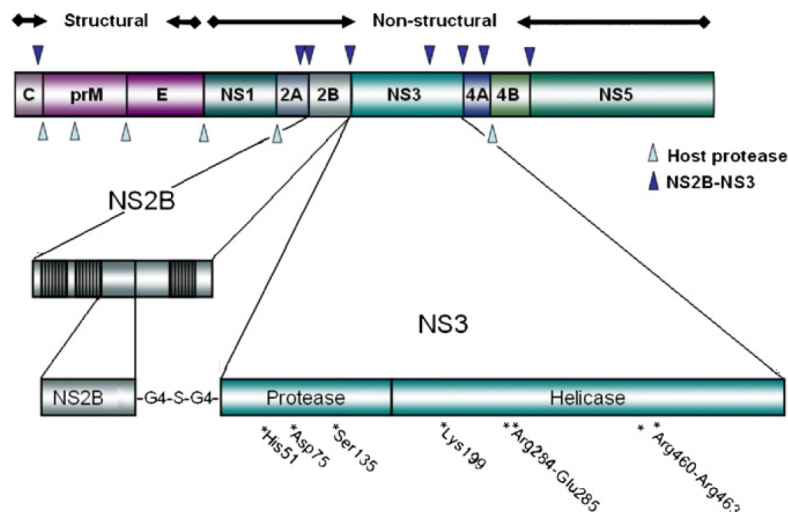 Structural
Non-structural
C
prM
E
NS1
2A
2B
NS3
4A
4B
NS5
Host protease
NS2B-NS3
NS2B
NS3
NS2B
-G4-S-G4-
Protease
Helicase
*His51
*Asp75
*Ser135
*Lys199
**Arg284-Glu285
* *Arg460-Arg463